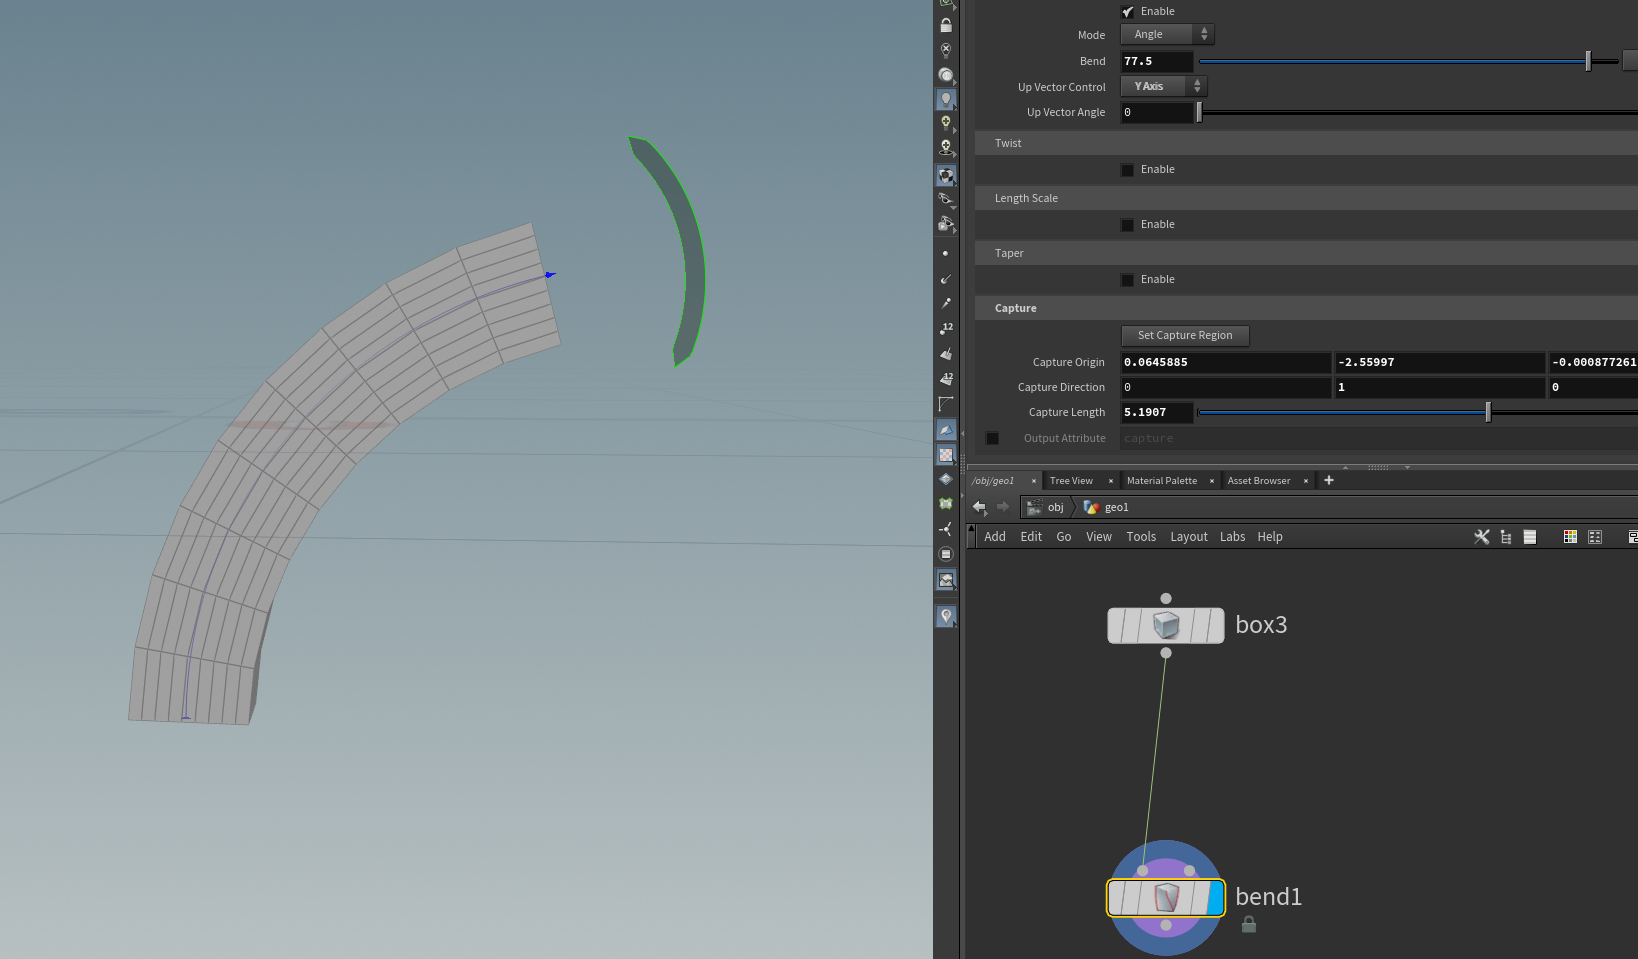 Enable
Mode Angle
Bend 77.5
Up Vector Control Y Axis
Up Vector Angle 0
Twist
Enable
Length Scale
Enable
Taper
Enable
Capture
Set Capture Region
Capture Origin 0.0645885 -2.55997 -0.000877261
Capture Direction 0 1 0
Capture Length 5.1907
Output Attribute capture
12
12
/obj/geo1 × Tree View × Material Palette × Asset Browser × +
obj geo1
Add Edit Go View Tools Layout Labs Help
box3
bend1